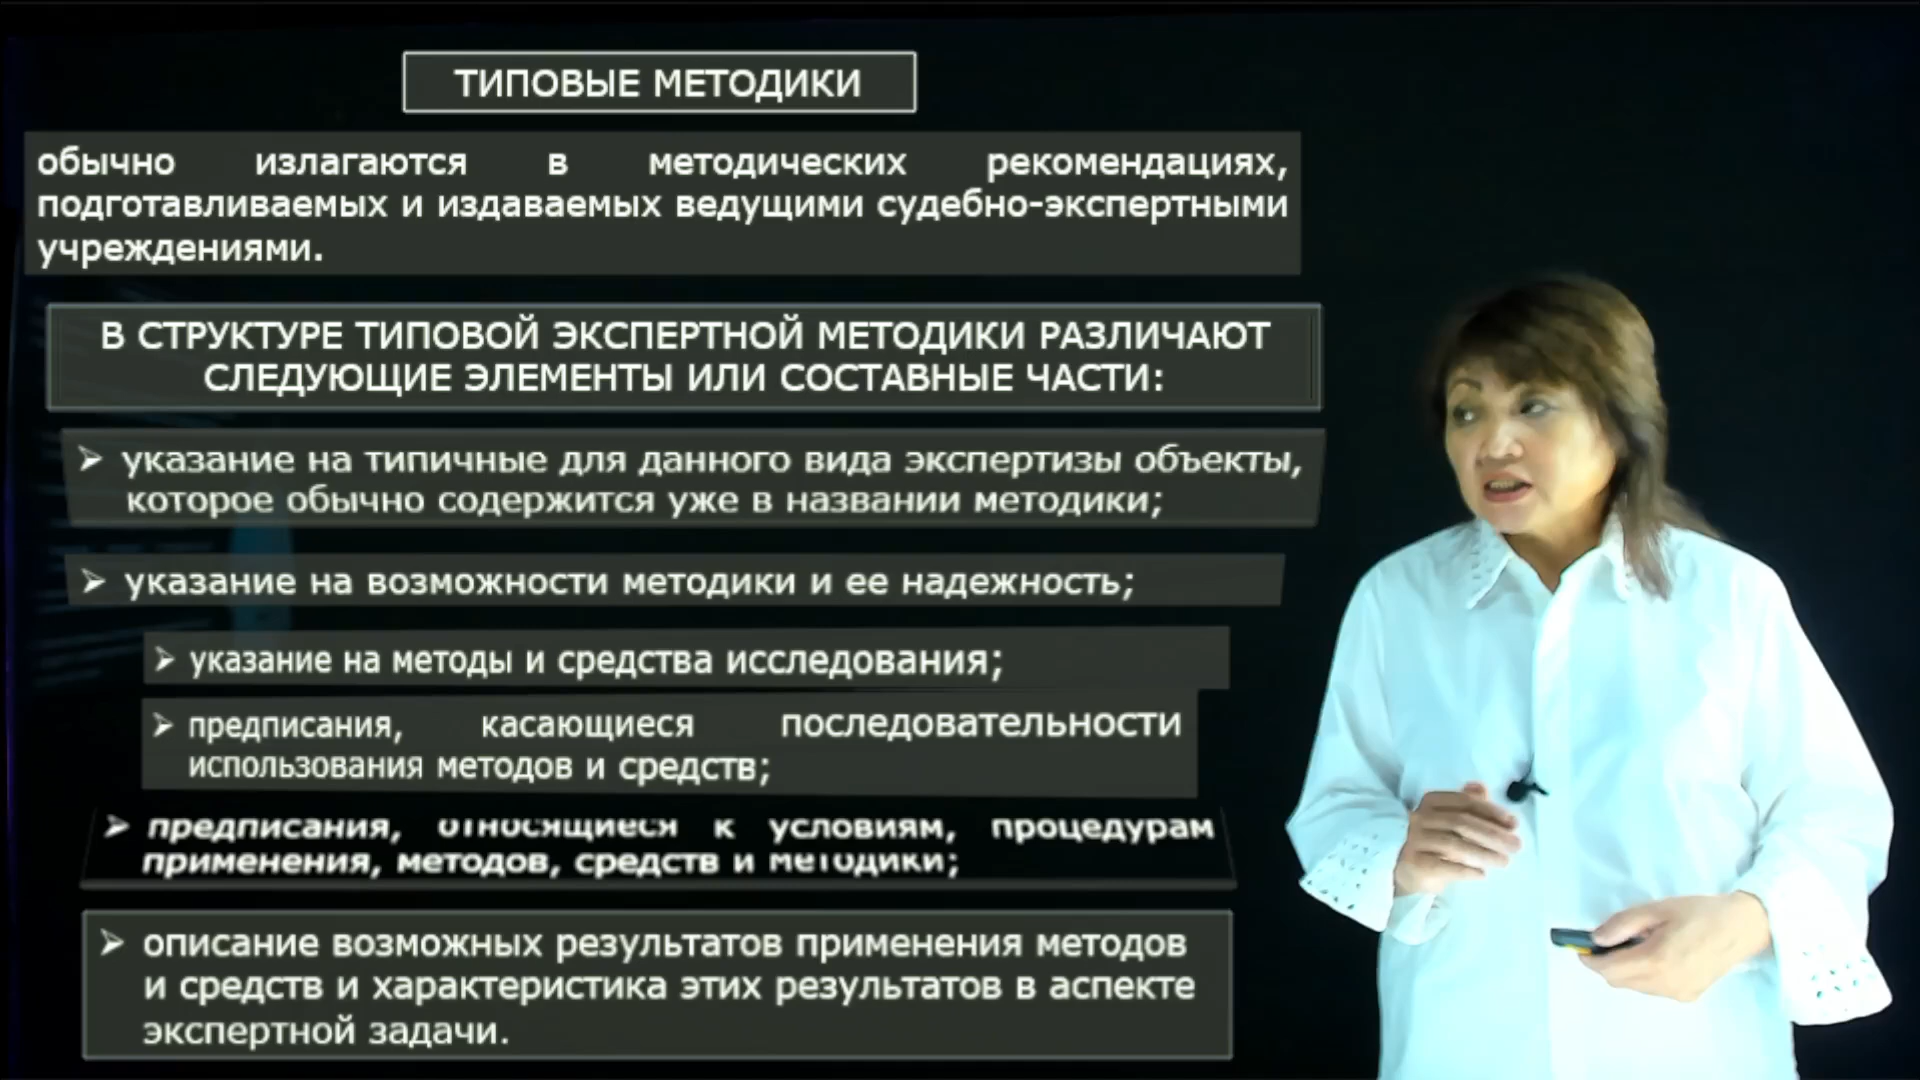 ТИПОВЫЕ МЕТОДИКИ
обычно излагаются в методических рекомендациях,
подготавливаемых и издаваемых ведущими судебно-экспертными
учреждениями.
В СТРУКТУРЕ ТИПОВОЙ ЭКСПЕРТНОЙ МЕТОДИКИ РАЗЛИЧАЮТ
СЛЕДУЮЩИЕ ЭЛЕМЕНТЫ ИЛИ СОСТАВНЫЕ ЧАСТИ:
➢ указание на типичные для данного вида экспертизы объекты,
которое обычно содержится уже в названии методики;
➢ указание на возможности методики и ее надежность;
➢ указание на методы и средства исследования;
➢ предписания, касающиеся последовательности
использования методов и средств;
➢ предписания, относящиеся к условиям, процедурам
применения, методов, средств и методики;
➢ описание возможных результатов применения методов
и средств и характеристика этих результатов в аспекте
экспертной задачи.